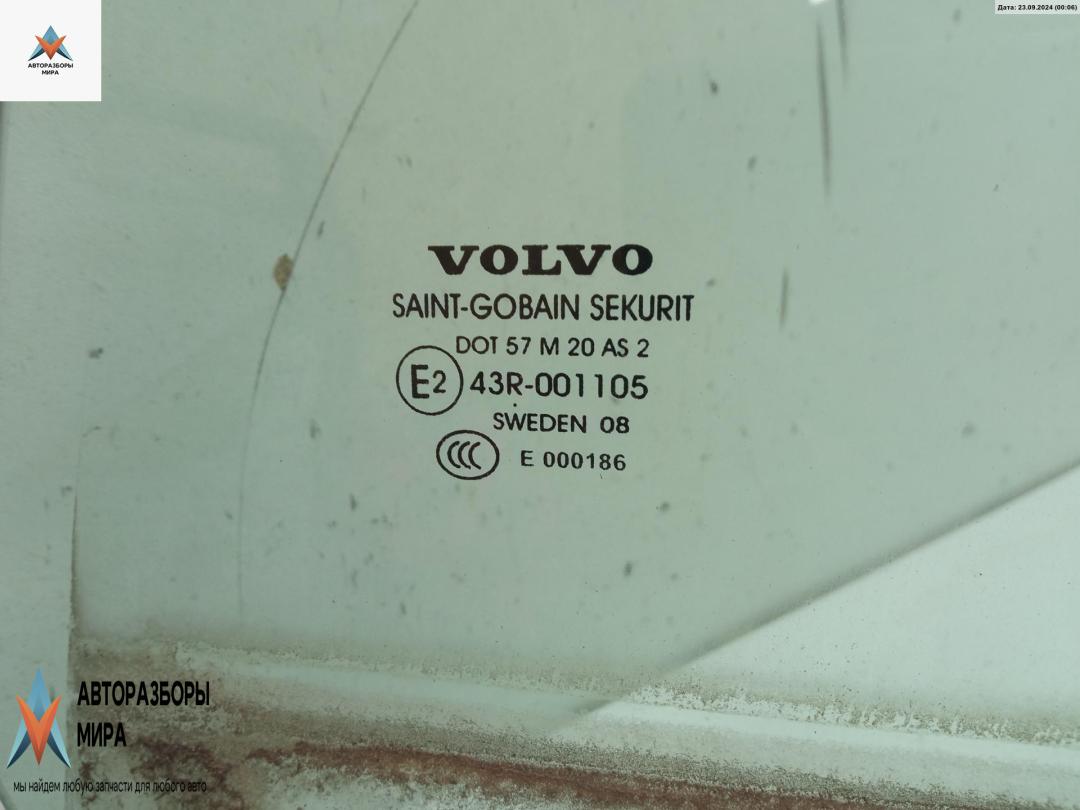 Дата: 23.09.2024 (00:06)
АВТОРАЗБОРЫ
МИРА
VOLVO
SAINT-GOBAIN SEKURIT
DOT 57 M 20 AS 2
E2 43R-001105
SWEDEN 08
CCC E 000186
АВТОРАЗБОРЫ
МИРА
мы найдем любую запчасти для любого авто